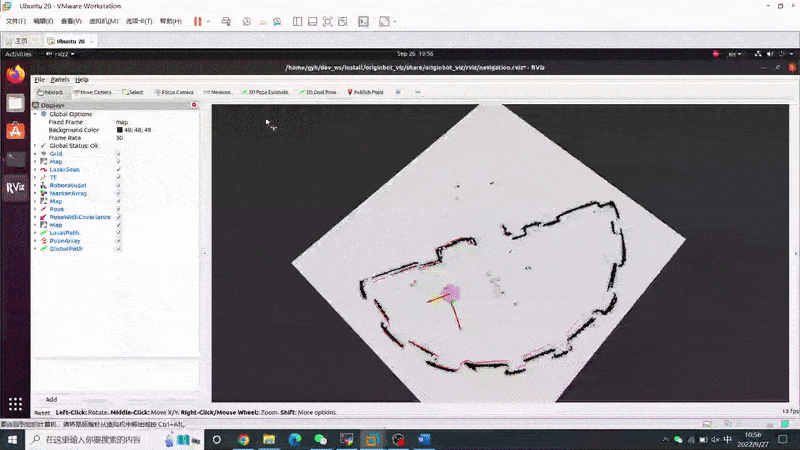 Ubuntu 20 - VMware Workstation
文件(F) 编辑(E) 查看(V) 虚拟机(M) 选项卡(T) 帮助(H)
主页 Ubuntu 20
Activities rviz2 Sep 26 19:56
/home/gyh/dev_ws/install/originbot_viz/share/originbot_viz/rviz/navigation.rviz* - RViz
File Panels Help
Interact Move Camera Select Focus Camera Measure 2D Pose Estimate 2D Goal Pose Publish Point
Displays
Global Options
Fixed Frame map
Background Color 48; 48; 48
Frame Rate 30
Global Status: Ok
Grid
Map
LaserScan
TF
RobotModel
MarkerArray
Map
Pose
PoseWithCovariance
Map
LocalPath
PoseArray
GlobalPath
Add
Reset Left-Click: Rotate. Middle-Click: Move X/Y. Right-Click/Mouse Wheel: Zoom. Shift: More options.
13 fps
要返回到您的计算机，请将鼠标指针从虚拟机中移出或按 Ctrl+Alt。
在这里输入你要搜索的内容
中
10:56
2022/9/27
RViz